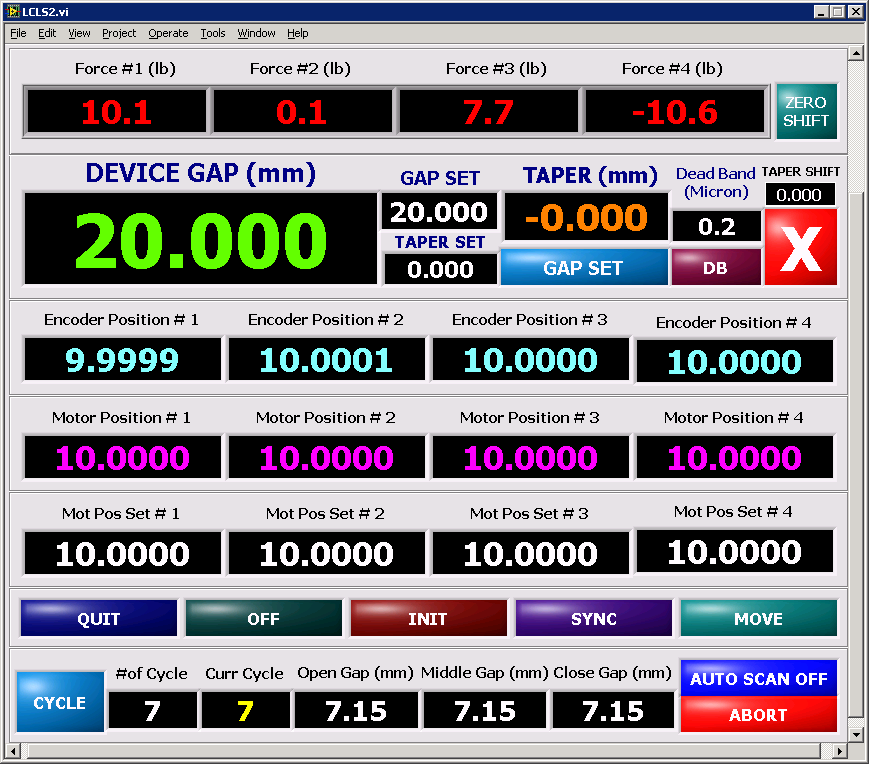 LCLS2.vi
File Edit View Project Operate Tools Window Help
Force #1 (lb) Force #2 (lb) Force #3 (lb) Force #4 (lb)
10.1 0.1 7.7 -10.6
ZERO
SHIFT
DEVICE GAP (mm)
20.000
GAP SET
20.000
TAPER SET
0.000
TAPER (mm)
-0.000
GAP SET
Dead Band
(Micron)
0.2
DB
TAPER SHIFT
0.000
X
Encoder Position # 1 Encoder Position # 2 Encoder Position # 3 Encoder Position # 4
9.9999 10.0001 10.0000 10.0000
Motor Position # 1 Motor Position # 2 Motor Position # 3 Motor Position # 4
10.0000 10.0000 10.0000 10.0000
Mot Pos Set # 1 Mot Pos Set # 2 Mot Pos Set # 3 Mot Pos Set # 4
10.0000 10.0000 10.0000 10.0000
QUIT OFF INIT SYNC MOVE
CYCLE
#of Cycle Curr Cycle Open Gap (mm) Middle Gap (mm) Close Gap (mm)
7 7 7.15 7.15 7.15
AUTO SCAN OFF
ABORT